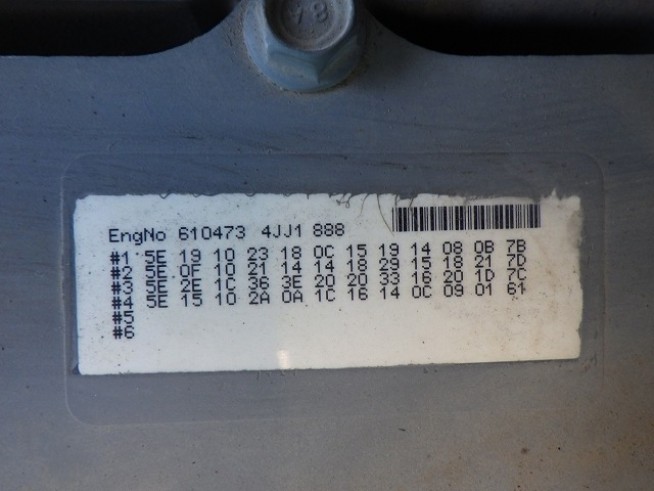 84
EngNo 610473 4JJ1 888
#1 5E 19 10 23 18 0C 15 19 14 08 0B 7B
#2 5E 0F 10 21 14 14 18 29 15 18 21 7D
#3 5E 2E 1C 36 3E 20 20 33 16 20 1D 7C
#4 5E 15 10 2A 0A 1C 16 14 0C 09 01 61
#5
#6